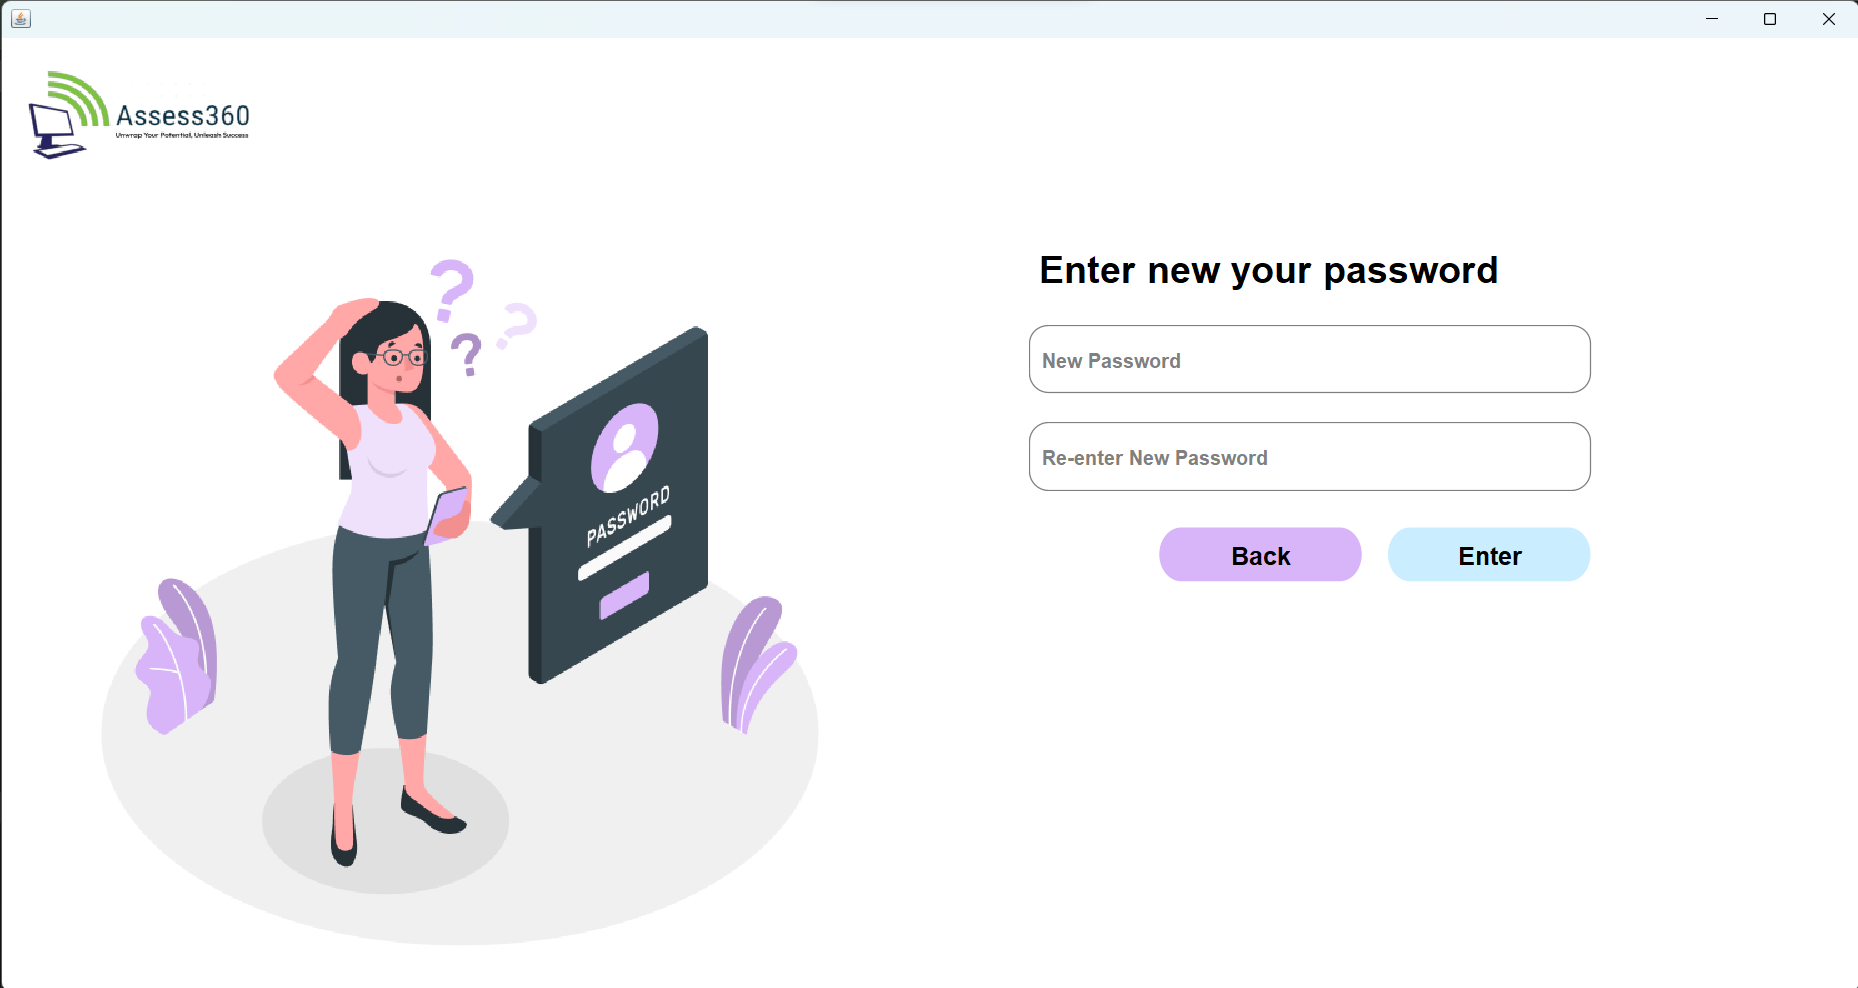 Assess360
Unwrap Your Potential, Unleash Success
Enter new your password
New Password
Re-enter New Password
Back
Enter
?
?
?
PASSWORD